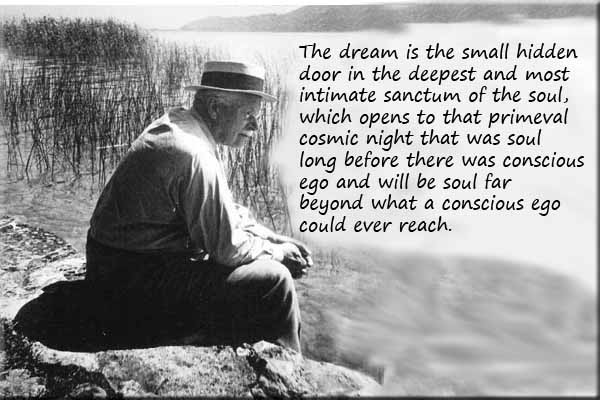 The dream is the small hidden
door in the deepest and most
intimate sanctum of the soul,
which opens to that primeval
cosmic night that was soul
long before there was conscious
ego and will be soul far
beyond what a conscious ego
could ever reach.